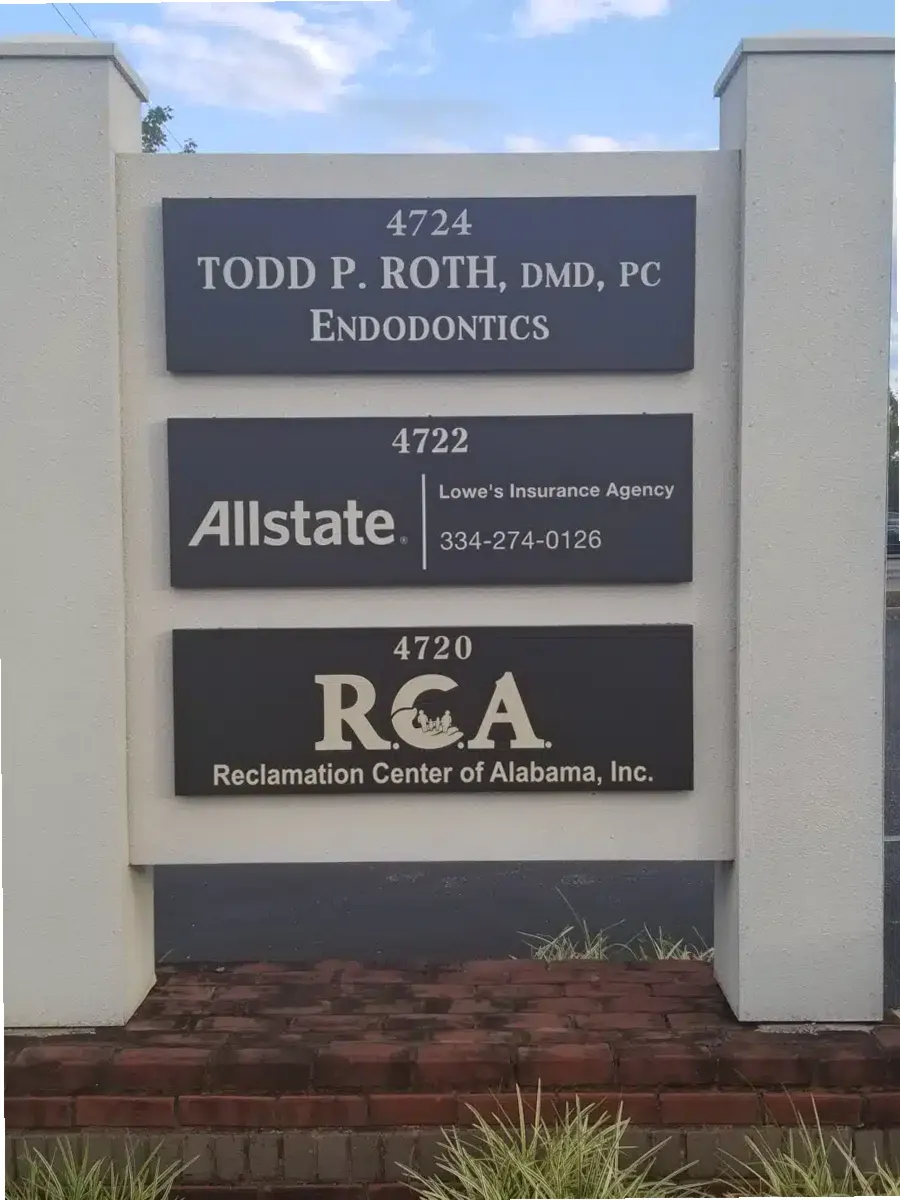 4724
TODD P. ROTH, DMD, PC
ENDODONTICS
4722
Allstate®
Lowe's Insurance Agency
334-274-0126
4720
R.C.A.
Reclamation Center of Alabama, Inc.